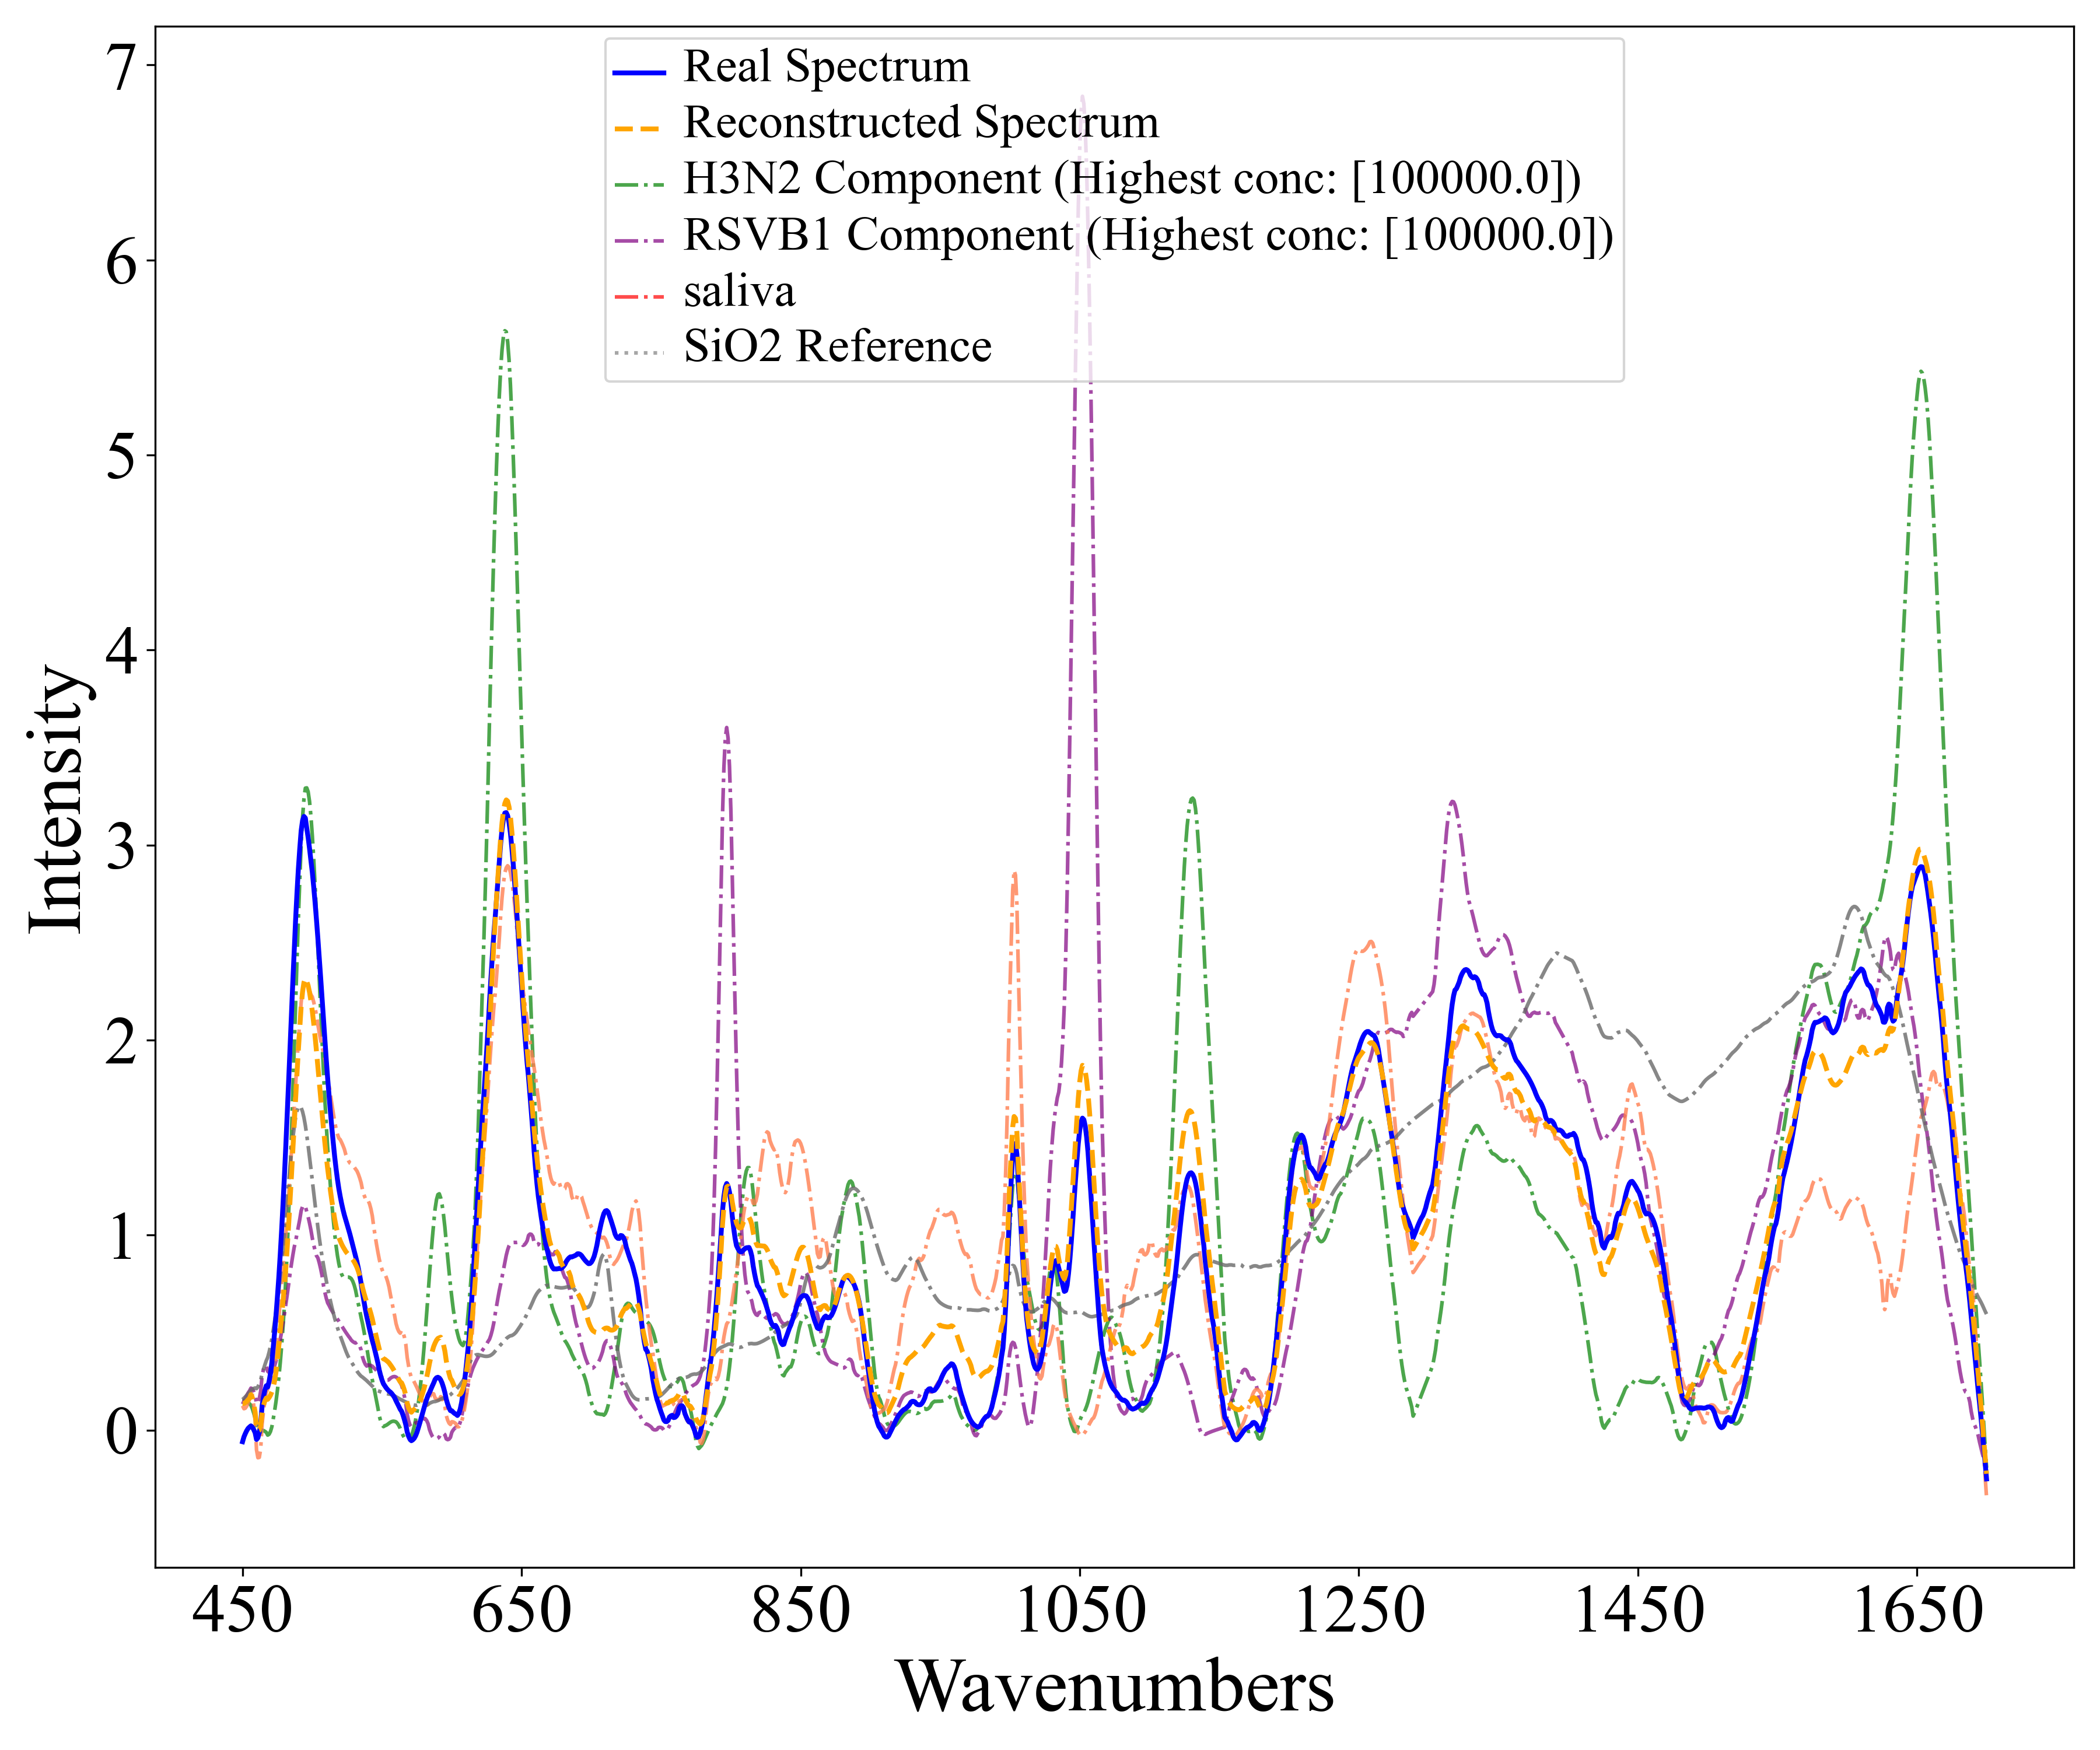 Real Spectrum
Reconstructed Spectrum
H3N2 Component (Highest conc: [100000.0])
RSVB1 Component (Highest conc: [100000.0])
saliva
SiO2 Reference
Intensity
7
6
5
4
3
2
1
0
450 650 850 1050 1250 1450 1650
Wavenumbers